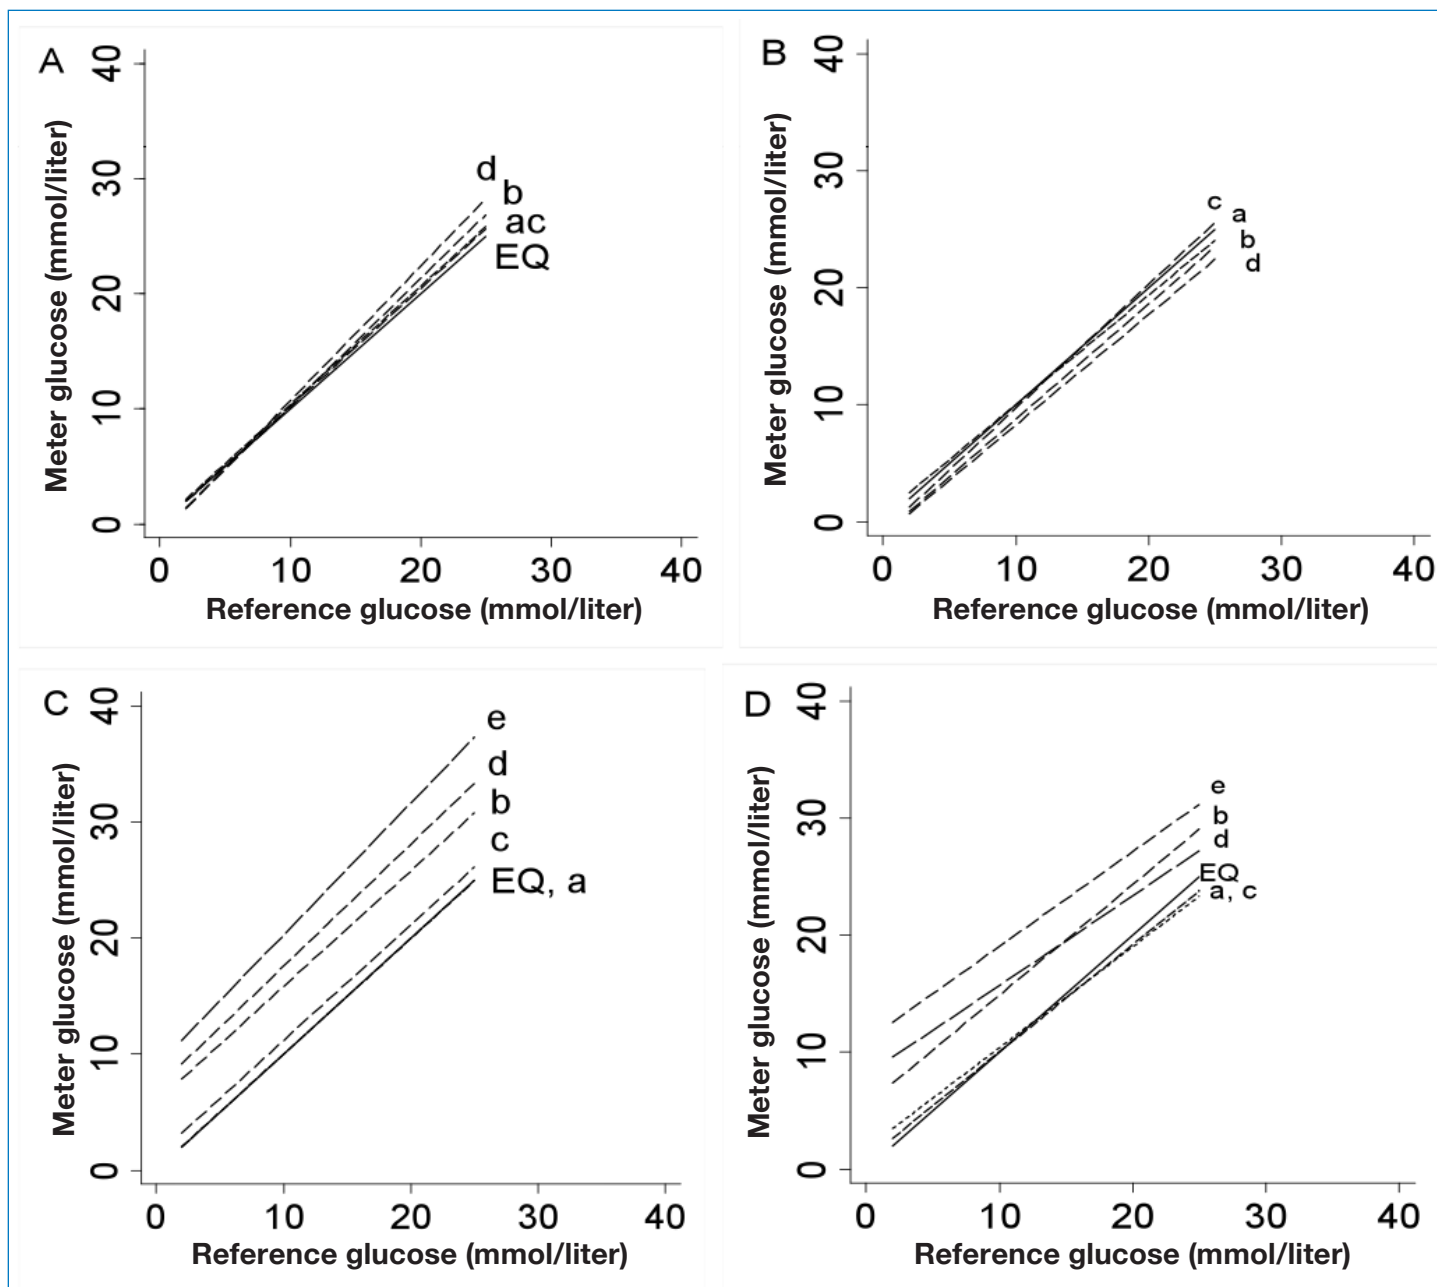 A
40
30
20
10
0
Meter glucose (mmol/liter)
d
b
ac
EQ
0 10 20 30 40
Reference glucose (mmol/liter)
B
40
30
20
10
0
Meter glucose (mmol/liter)
c
a
b
d
0 10 20 30 40
Reference glucose (mmol/liter)
C
40
30
20
10
0
Meter glucose (mmol/liter)
e
d
b
c
EQ, a
0 10 20 30 40
Reference glucose (mmol/liter)
D
40
30
20
10
0
Meter glucose (mmol/liter)
e
b
d
EQ
a, c
0 10 20 30 40
Reference glucose (mmol/liter)